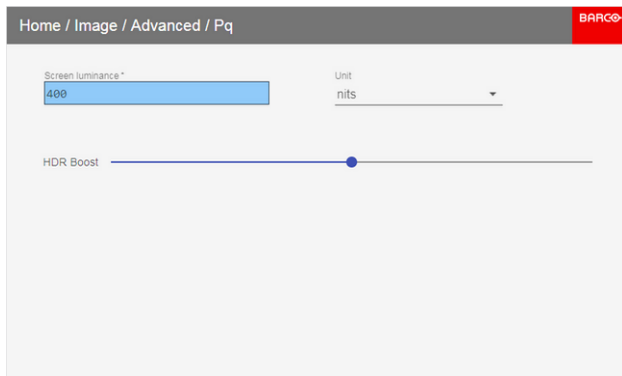 Home / Image / Advanced / Pq
BARCO
Screen luminance *
Unit
400
nits
HDR Boost